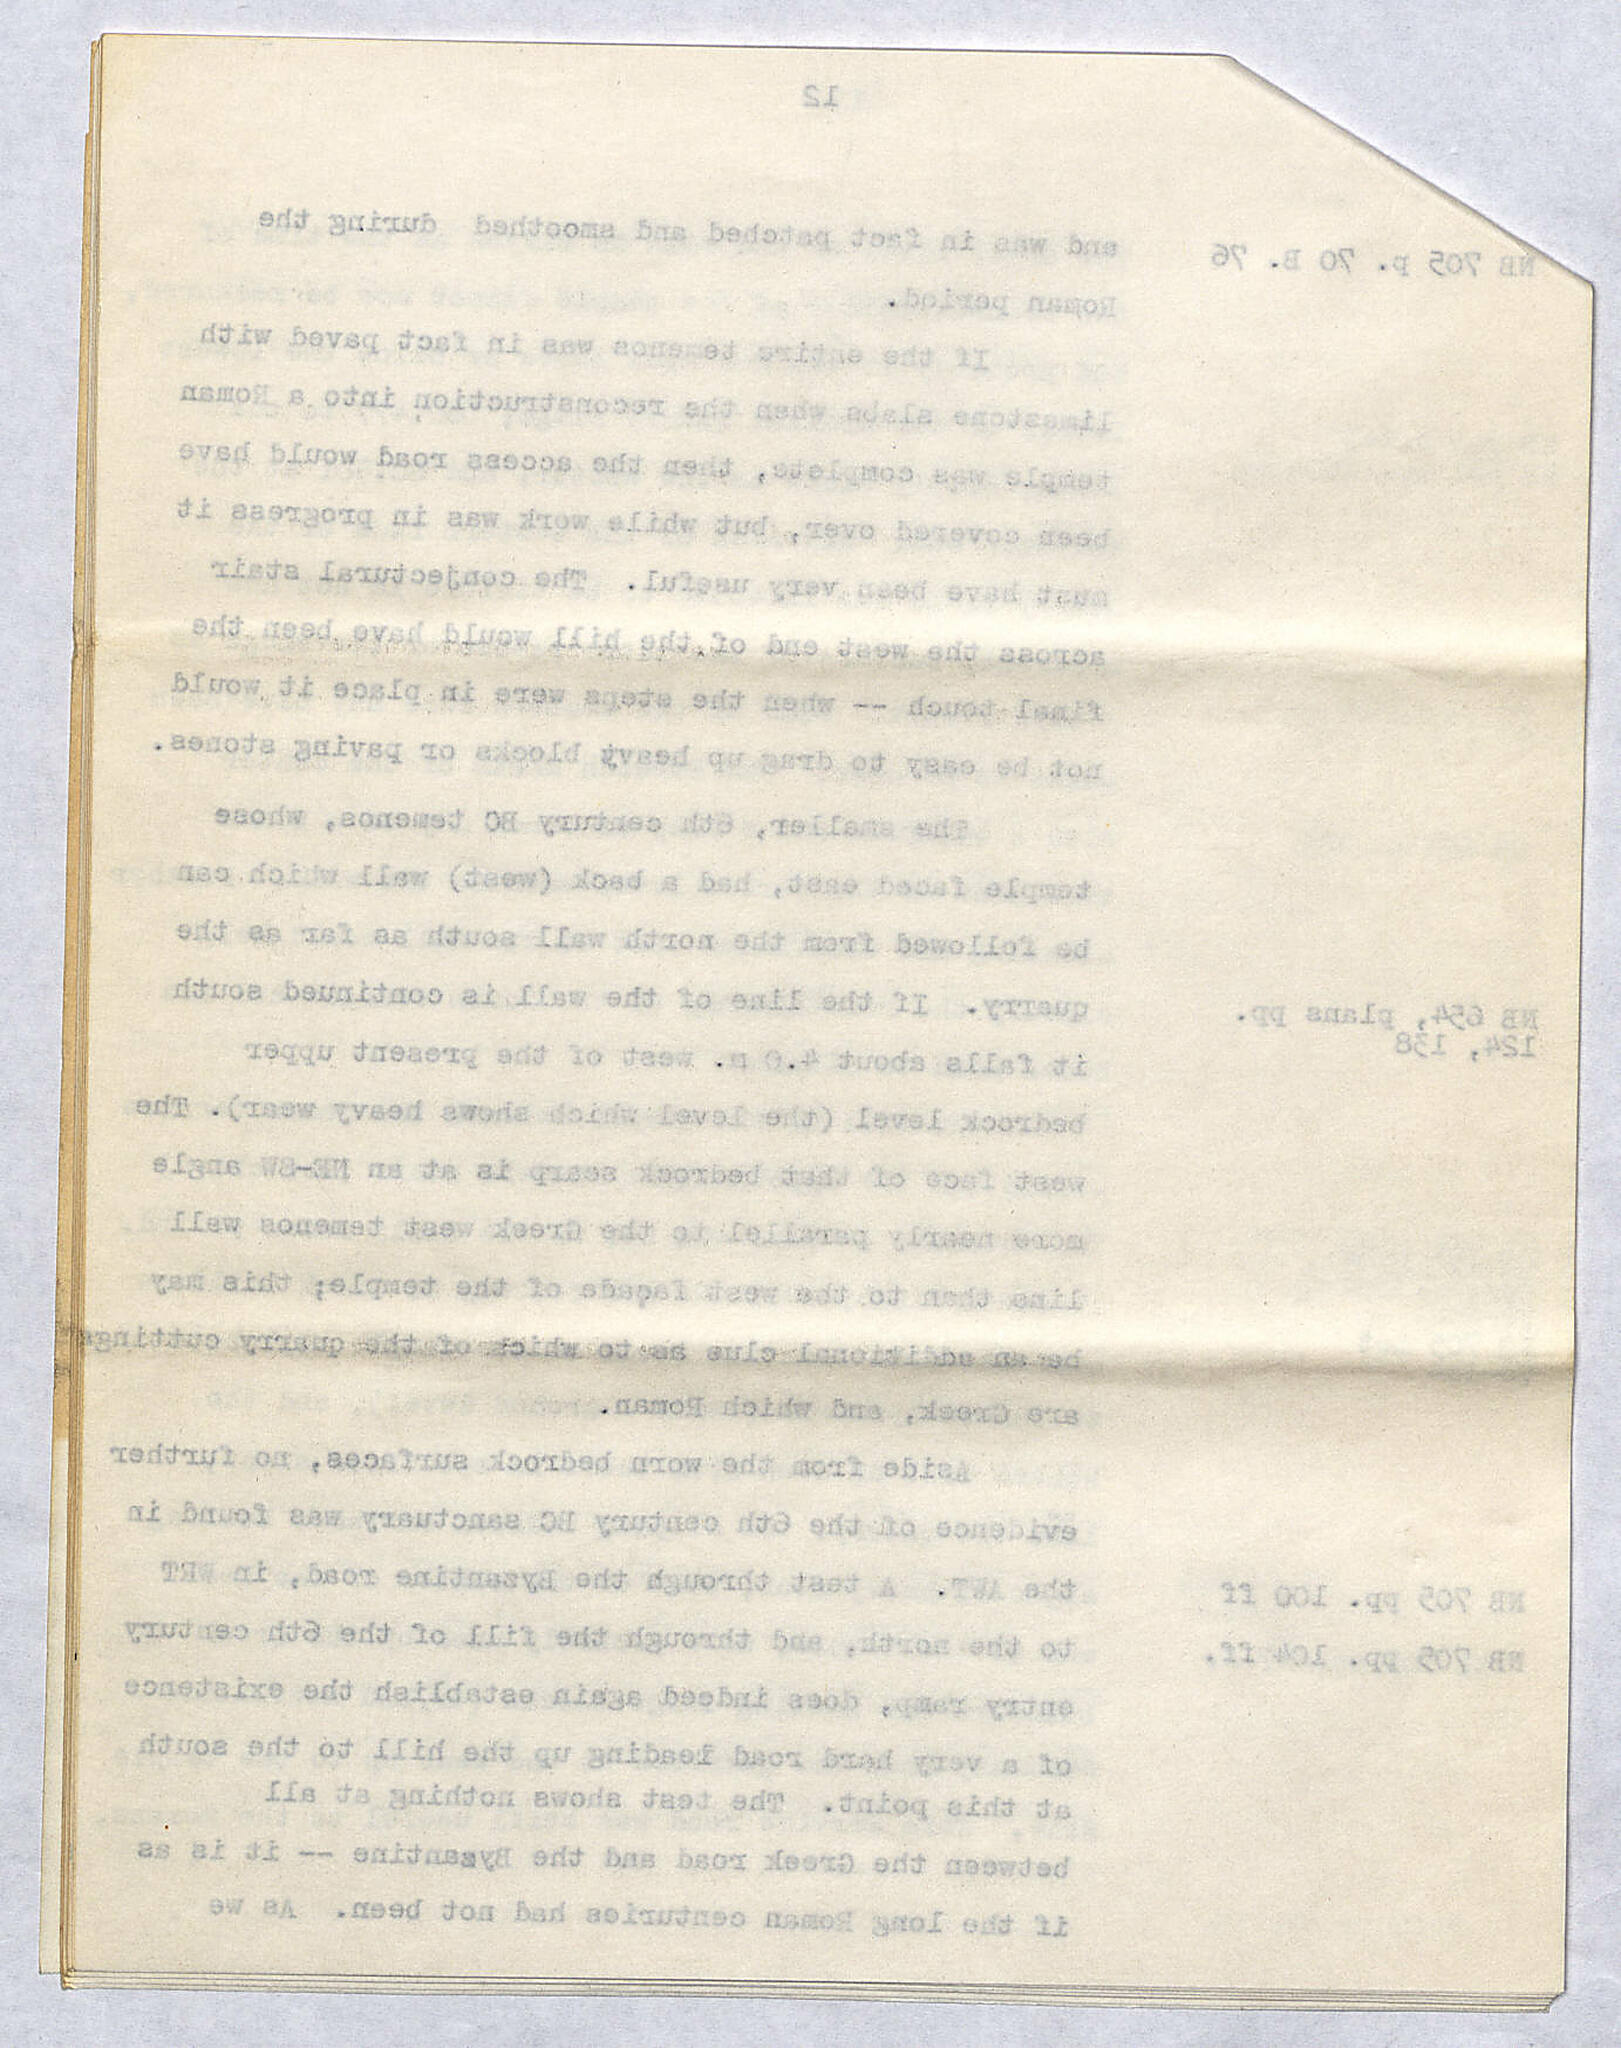 12
NB 705 p. 70 B. 76
and was in fact patched and smoothed during the
Roman period.
If the entire temenos was in fact paved with
limestone slabs when the reconstruction into a Roman
temple was complete, then the access road would have
been covered over, but while work was in progress it
must have been very useful. The conjectural stair
across the west end of the hill would have been the
final touch -- when the steps were in place it would
not be easy to drag up heavy blocks or paving stones.
The smaller, 6th century BC temenos, whose
temple faced east, had a back (west) wall which can
be followed from the north wall south as far as the
NB 654, plans pp.
124, 138
quarry. If the line of the wall is continued south
it falls about 4.0 m. west of the present upper
bedrock level (the level which shows heavy wear). The
west face of that bedrock scarp is at an NE-SW angle
more nearly parallel to the Greek west temenos wall
line than to the west façade of the temple; this may
be an additional clue as to which of the quarry cuttings
are Greek, and which Roman.
Aside from the worn bedrock surfaces, no further
evidence of the 6th century BC sanctuary was found in
NB 705 pp. 100 ff
the AWT. A test through the Byzantine road, in WRT
NB 705 pp. 104 ff.
to the north, and through the fill of the 6th century
entry ramp, does indeed again establish the existence
of a very hard road leading up the hill to the south
at this point. The test shows nothing at all
between the Greek road and the Byzantine -- it is as
if the long Roman centuries had not been. As we